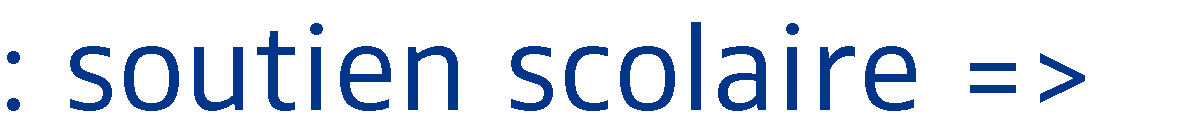 : soutien scolaire =>